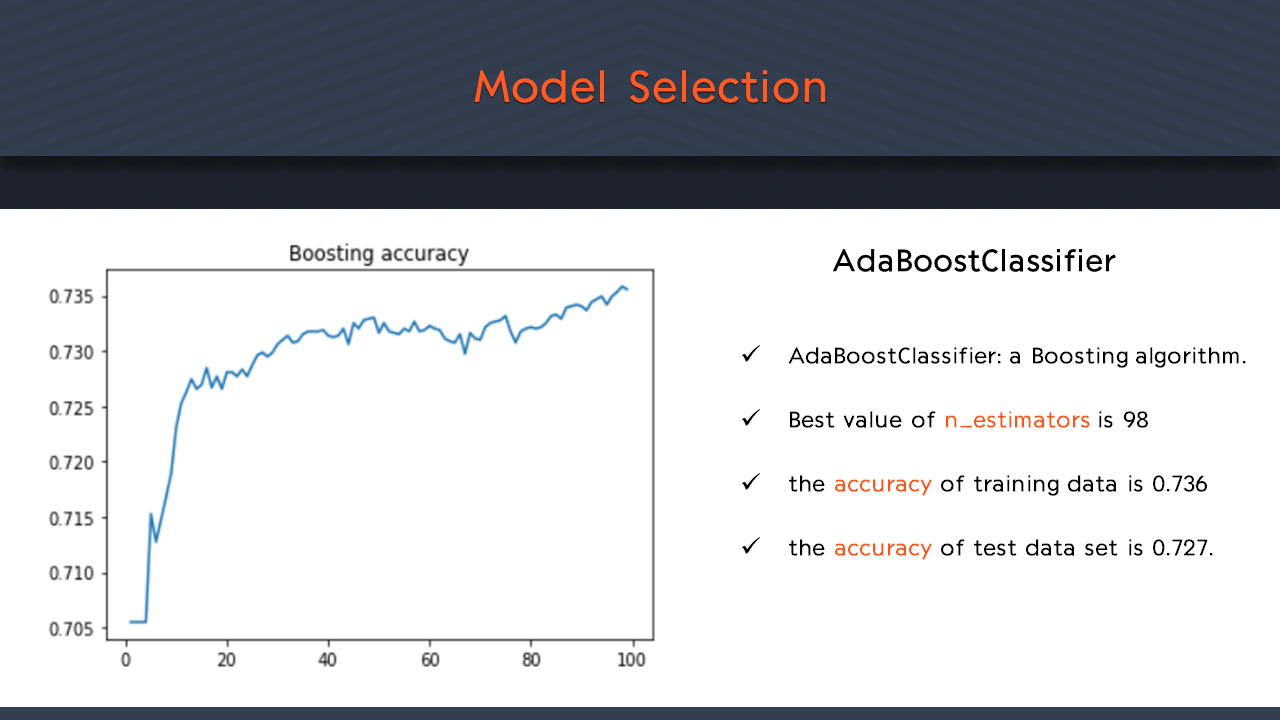 Model Selection
Boosting accuracy
0.735
0.730
0.725
0.720
0.715
0.710
0.705
0
20
40
60
80
100
AdaBoostClassifier
✓ AdaBoostClassifier: a Boosting algorithm.
✓ Best value of n_estimators is 98
✓ the accuracy of training data is 0.736
✓ the accuracy of test data set is 0.727.